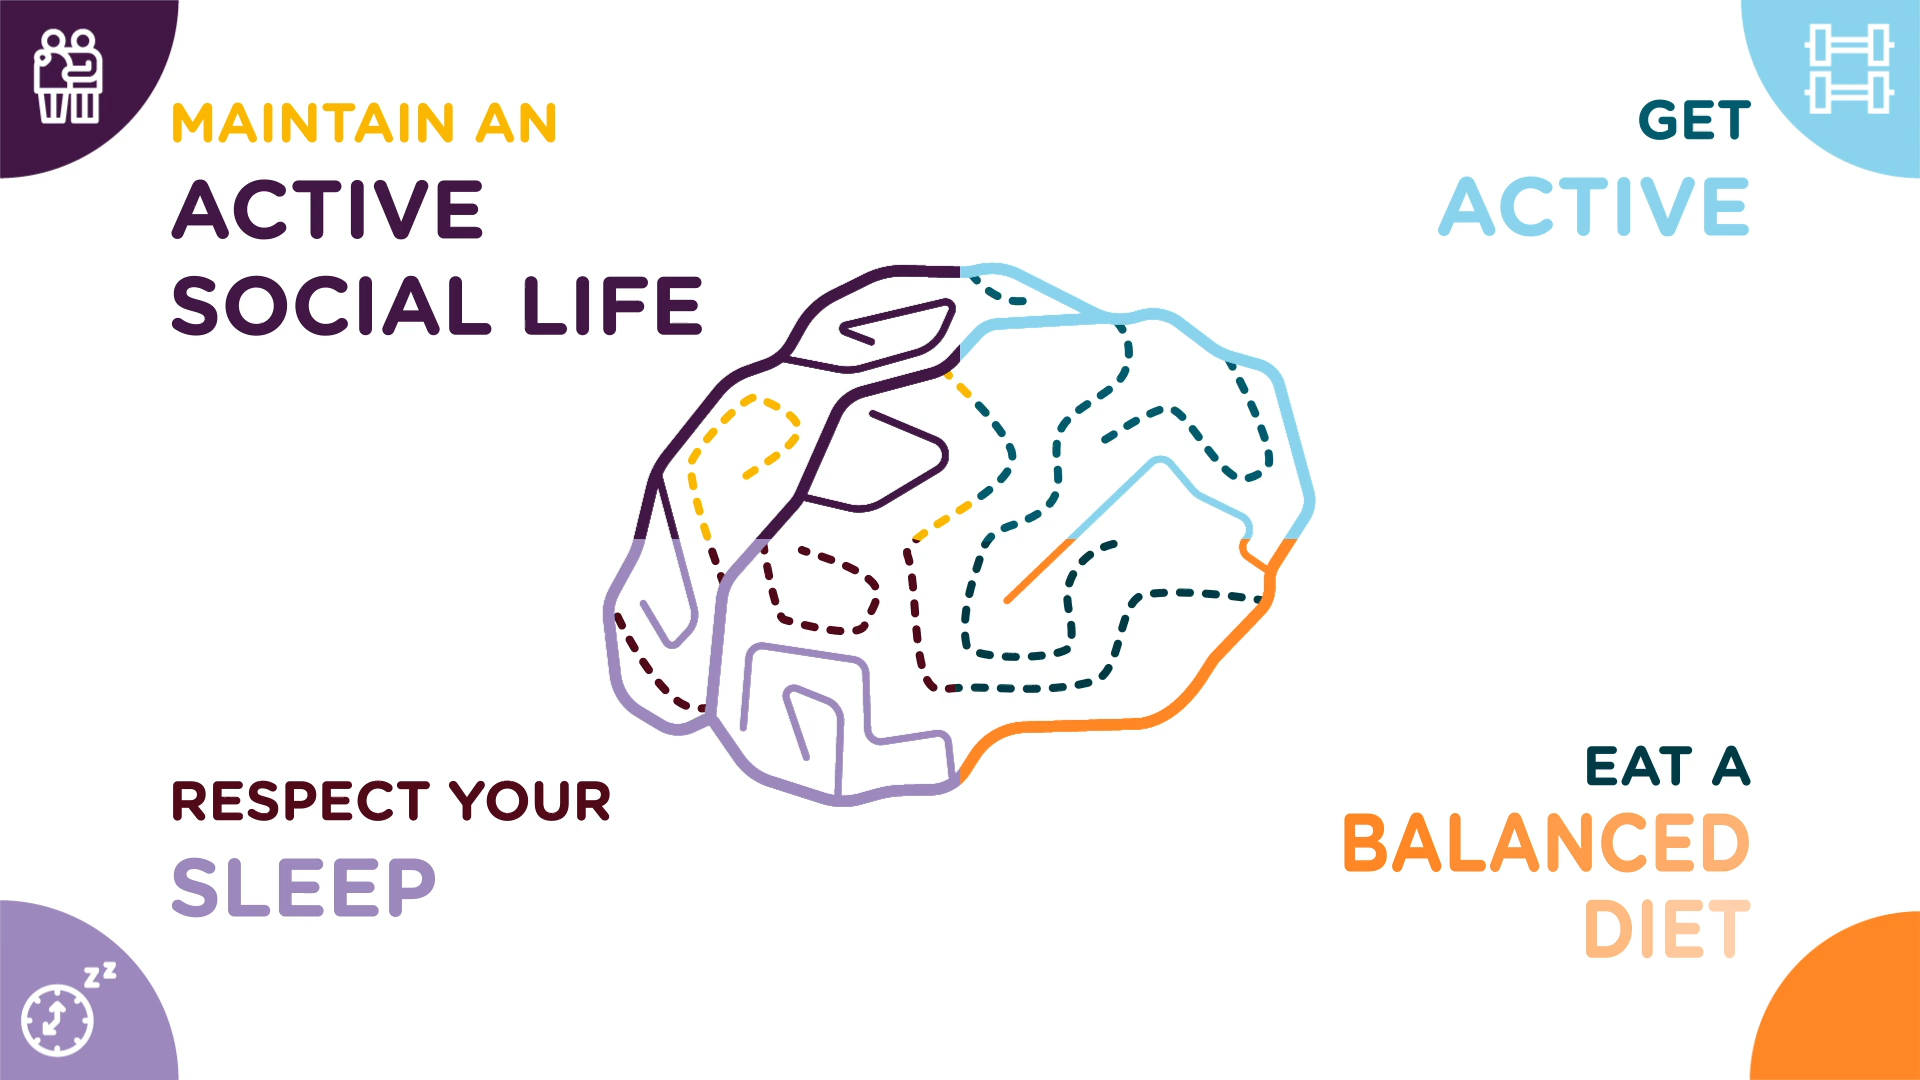 MAINTAIN AN
ACTIVE
SOCIAL LIFE
GET
ACTIVE
RESPECT YOUR
SLEEP
EAT A
BALANCED
DIET
z z